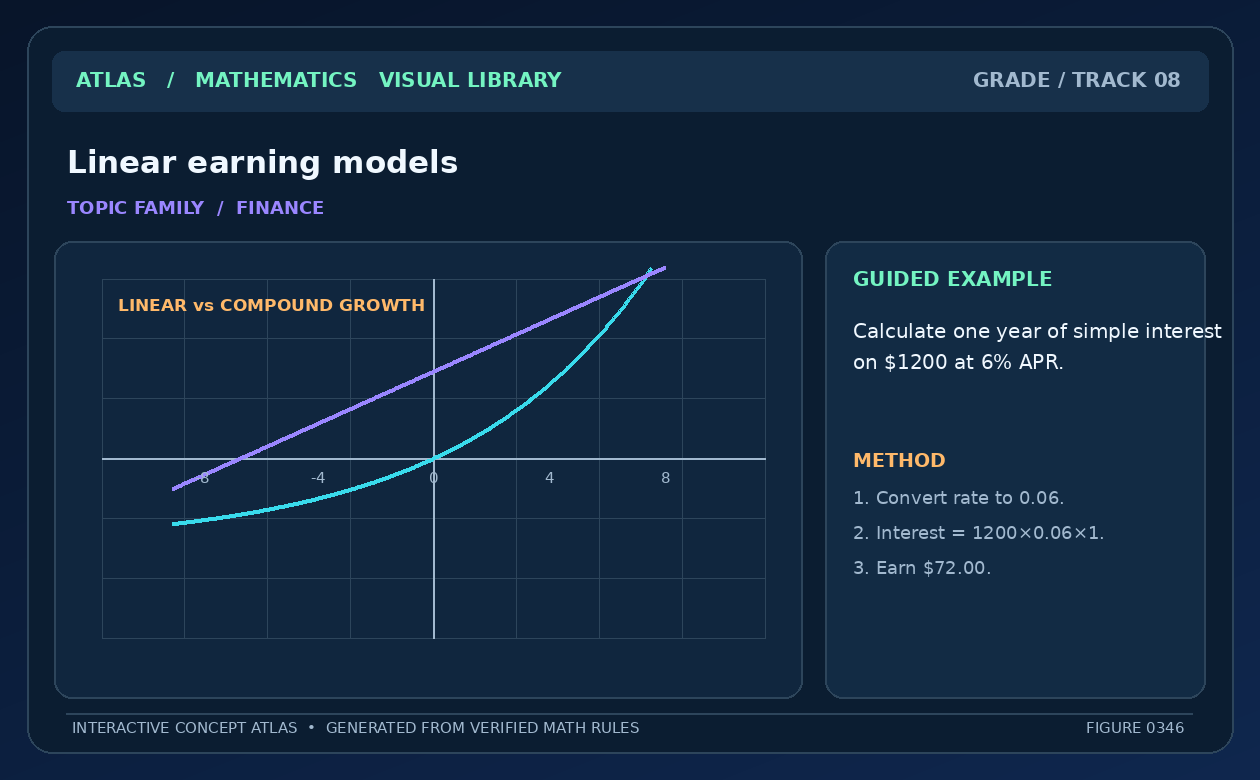 ATLAS / MATHEMATICS VISUAL LIBRARY
GRADE / TRACK 08
Linear earning models
TOPIC FAMILY / FINANCE
LINEAR vs COMPOUND GROWTH
-8 -4 0 4 8
GUIDED EXAMPLE
Calculate one year of simple interest
on $1200 at 6% APR.
METHOD
1. Convert rate to 0.06.
2. Interest = 1200×0.06×1.
3. Earn $72.00.
INTERACTIVE CONCEPT ATLAS • GENERATED FROM VERIFIED MATH RULES
FIGURE 0346